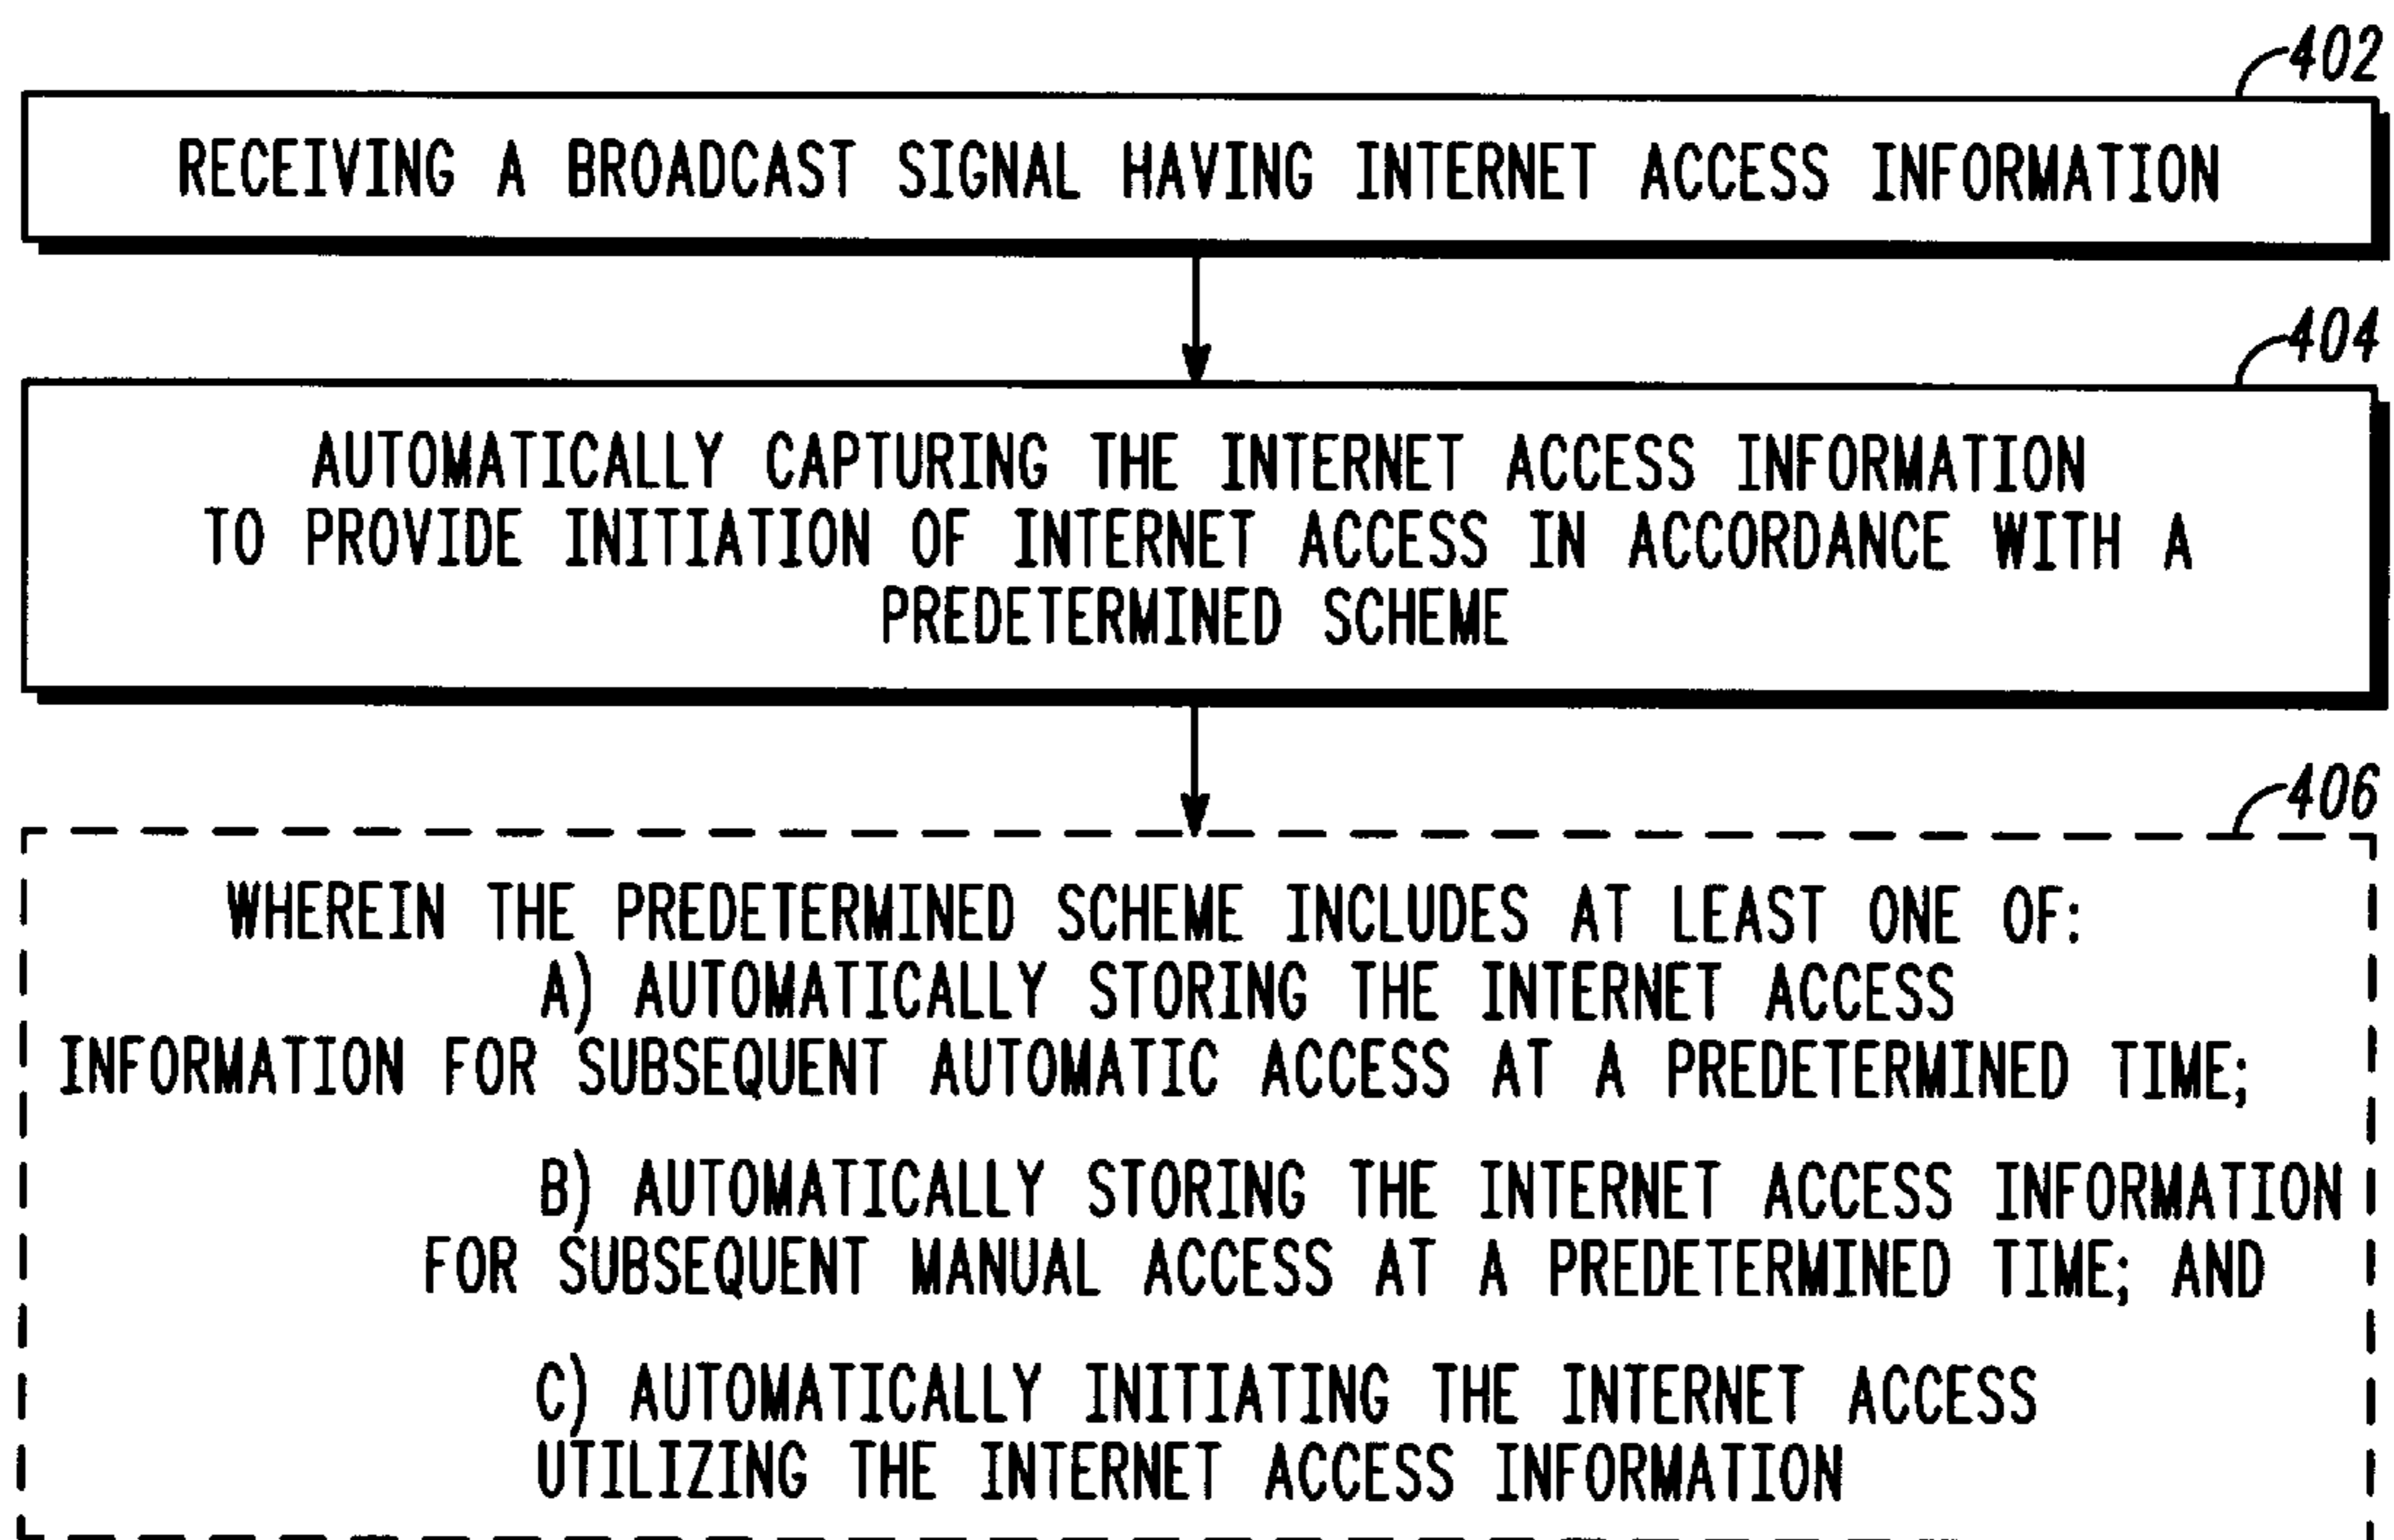 402
RECEIVING A BROADCAST SIGNAL HAVING INTERNET ACCESS INFORMATION
404
AUTOMATICALLY CAPTURING THE INTERNET ACCESS INFORMATION
TO PROVIDE INITIATION OF INTERNET ACCESS IN ACCORDANCE WITH A
PREDETERMINED SCHEME
406
WHEREIN THE PREDETERMINED SCHEME INCLUDES AT LEAST ONE OF:
A) AUTOMATICALLY STORING THE INTERNET ACCESS
INFORMATION FOR SUBSEQUENT AUTOMATIC ACCESS AT A PREDETERMINED TIME;
B) AUTOMATICALLY STORING THE INTERNET ACCESS INFORMATION
FOR SUBSEQUENT MANUAL ACCESS AT A PREDETERMINED TIME; AND
C) AUTOMATICALLY INITIATING THE INTERNET ACCESS
UTILIZING THE INTERNET ACCESS INFORMATION